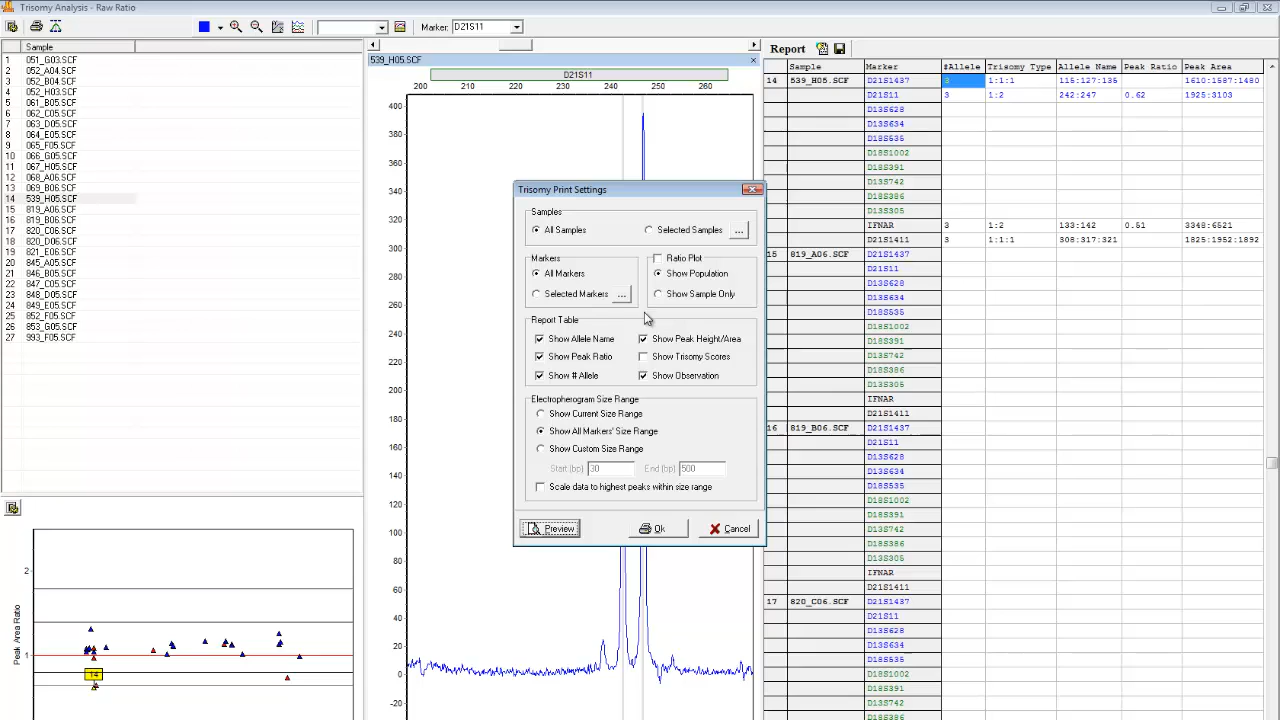 Trisomy Analysis - Raw Ratio
Marker: D21S11
Sample
1 051_G03.SCF
2 052_A04.SCF
3 052_B04.SCF
4 052_H03.SCF
5 061_B05.SCF
6 062_C05.SCF
7 063_D05.SCF
8 064_E05.SCF
9 065_F05.SCF
10 066_G05.SCF
11 067_H05.SCF
12 068_A06.SCF
13 069_B06.SCF
14 539_H05.SCF
15 819_A06.SCF
16 819_B06.SCF
17 820_C06.SCF
18 820_D06.SCF
19 821_E06.SCF
20 845_A05.SCF
21 846_B05.SCF
22 847_C05.SCF
23 848_D05.SCF
24 849_E05.SCF
25 852_F05.SCF
26 853_G05.SCF
27 993_F05.SCF
Peak Area Ratio
2
1
14
539_H05.SCF
D21S11
200 210 220 230 240 250 260
400
380
360
340
320
300
280
260
240
220
200
180
160
140
120
100
80
60
40
20
0
-20
Trisomy Print Settings
Samples
All Samples Selected Samples ...
Markers
All Markers
Selected Markers ...
Ratio Plot
Show Population
Show Sample Only
Report Table
Show Allele Name Show Peak Height/Area
Show Peak Ratio Show Trisomy Scores
Show # Allele Show Observation
Electropherogram Size Range
Show Current Size Range
Show All Markers' Size Range
Show Custom Size Range
Start (bp) 30 End (bp) 500
Scale data to highest peaks within size range
Preview Ok Cancel
Report
Sample Marker #Allele Trisomy Type Allele Name Peak Ratio Peak Area
14 539_H05.SCF D21S1437 3 1:1:1 115:127:135 1610:1587:1480
D21S11 3 1:2 242:247 0.62 1925:3103
D13S628
D13S634
D18S535
D18S1002
D18S391
D13S742
D18S386
D13S305
IFNAR 3 1:2 133:142 0.51 3348:6521
D21S1411 3 1:1:1 308:317:321 1825:1952:1892
15 819_A06.SCF D21S1437
D21S11
D13S628
D13S634
D18S535
D18S1002
D18S391
D13S742
D18S386
D13S305
IFNAR
D21S1411
16 819_B06.SCF D21S1437
D21S11
D13S628
D13S634
D18S535
D18S1002
D18S391
D13S742
D18S386
D13S305
IFNAR
D21S1411
17 820_C06.SCF D21S1437
D21S11
D13S628
D13S634
D18S535
D18S1002
D18S391
D13S742
D18S386